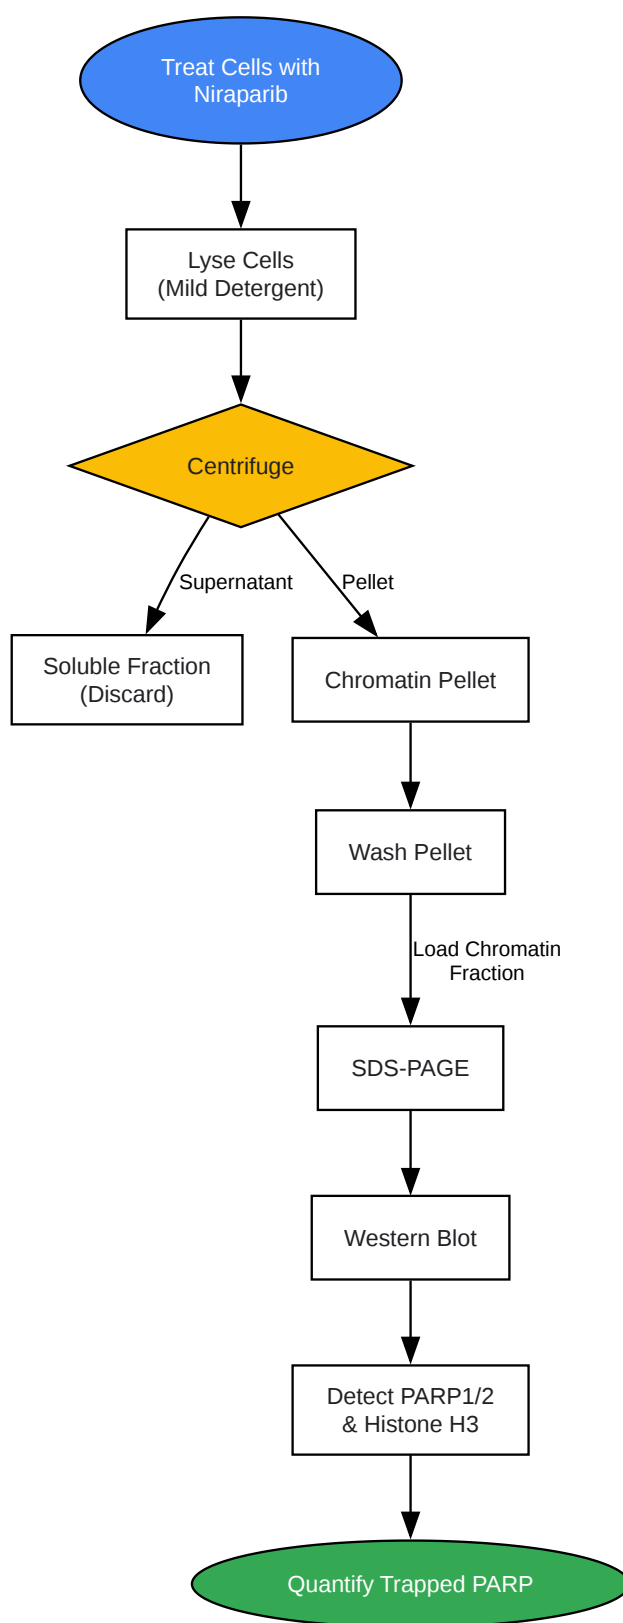 Treat Cells with
Niraparib
Lyse Cells
(Mild Detergent)
Centrifuge
Supernatant
Pellet
Soluble Fraction
(Discard)
Chromatin Pellet
Wash Pellet
Load Chromatin
Fraction
SDS-PAGE
Western Blot
Detect PARP1/2
& Histone H3
Quantify Trapped PARP